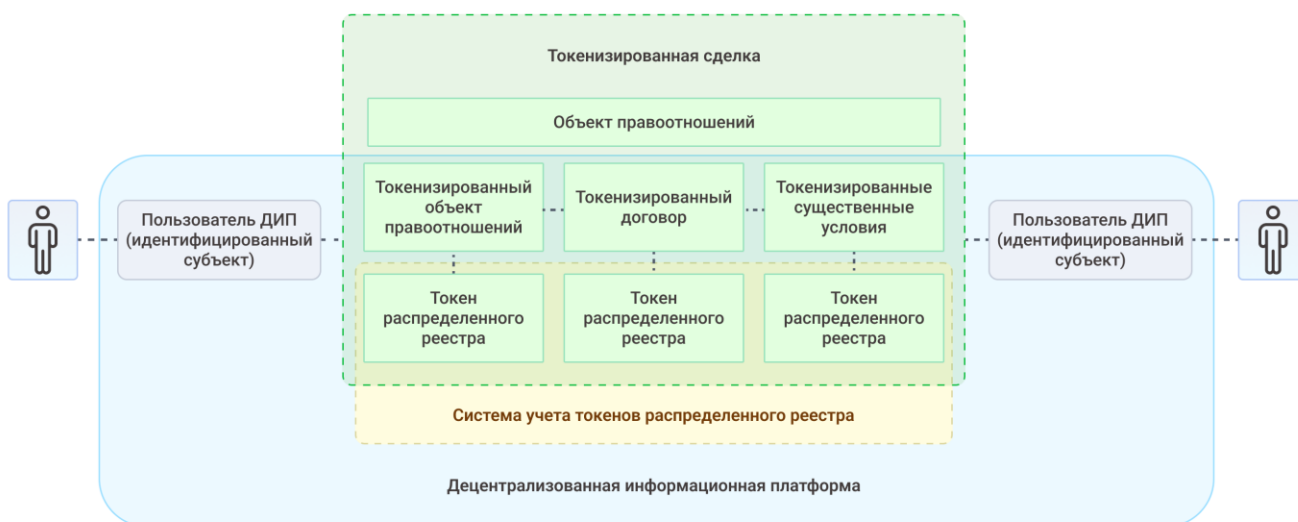 Токенизированная сделка
Объект правоотношений
Токенизированный
объект
правоотношений
Токенизированный
договор
Токенизированные
существенные
условия
Пользователь ДИП
(идентифицированный
субъект)
Пользователь ДИП
(идентифицированный
субъект)
Токен
распределенного
реестра
Токен
распределенного
реестра
Токен
распределенного
реестра
Система учета токенов распределенного реестра
Децентрализованная информационная платформа